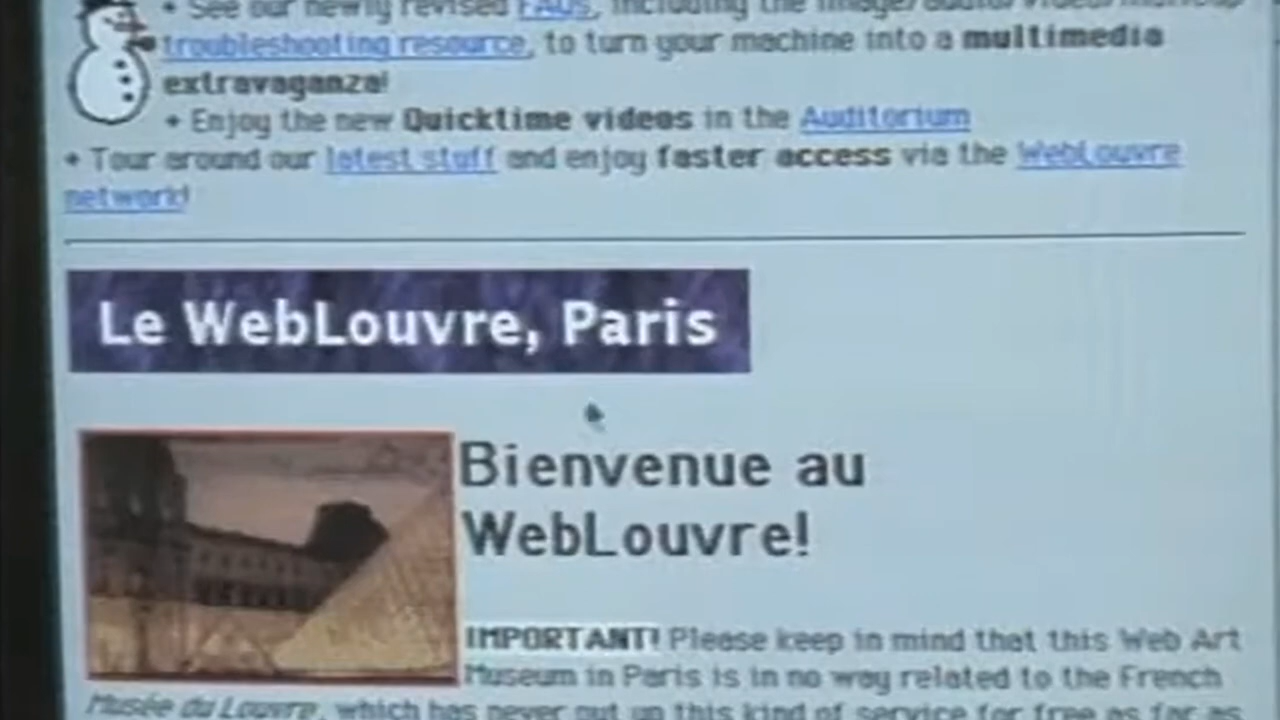 • See our newly revised FAQs, including the image/audio/video/markup
troubleshooting resource, to turn your machine into a multimedia
extravaganza!
• Enjoy the new Quicktime videos in the Auditorium
• Tour around our latest stuff and enjoy faster access via the WebLouvre
network!
Le WebLouvre, Paris
Bienvenue au
WebLouvre!
IMPORTANT! Please keep in mind that this Web Art
Museum in Paris is in no way related to the French
Musée du Louvre, which has never put up this kind of service for free as far as